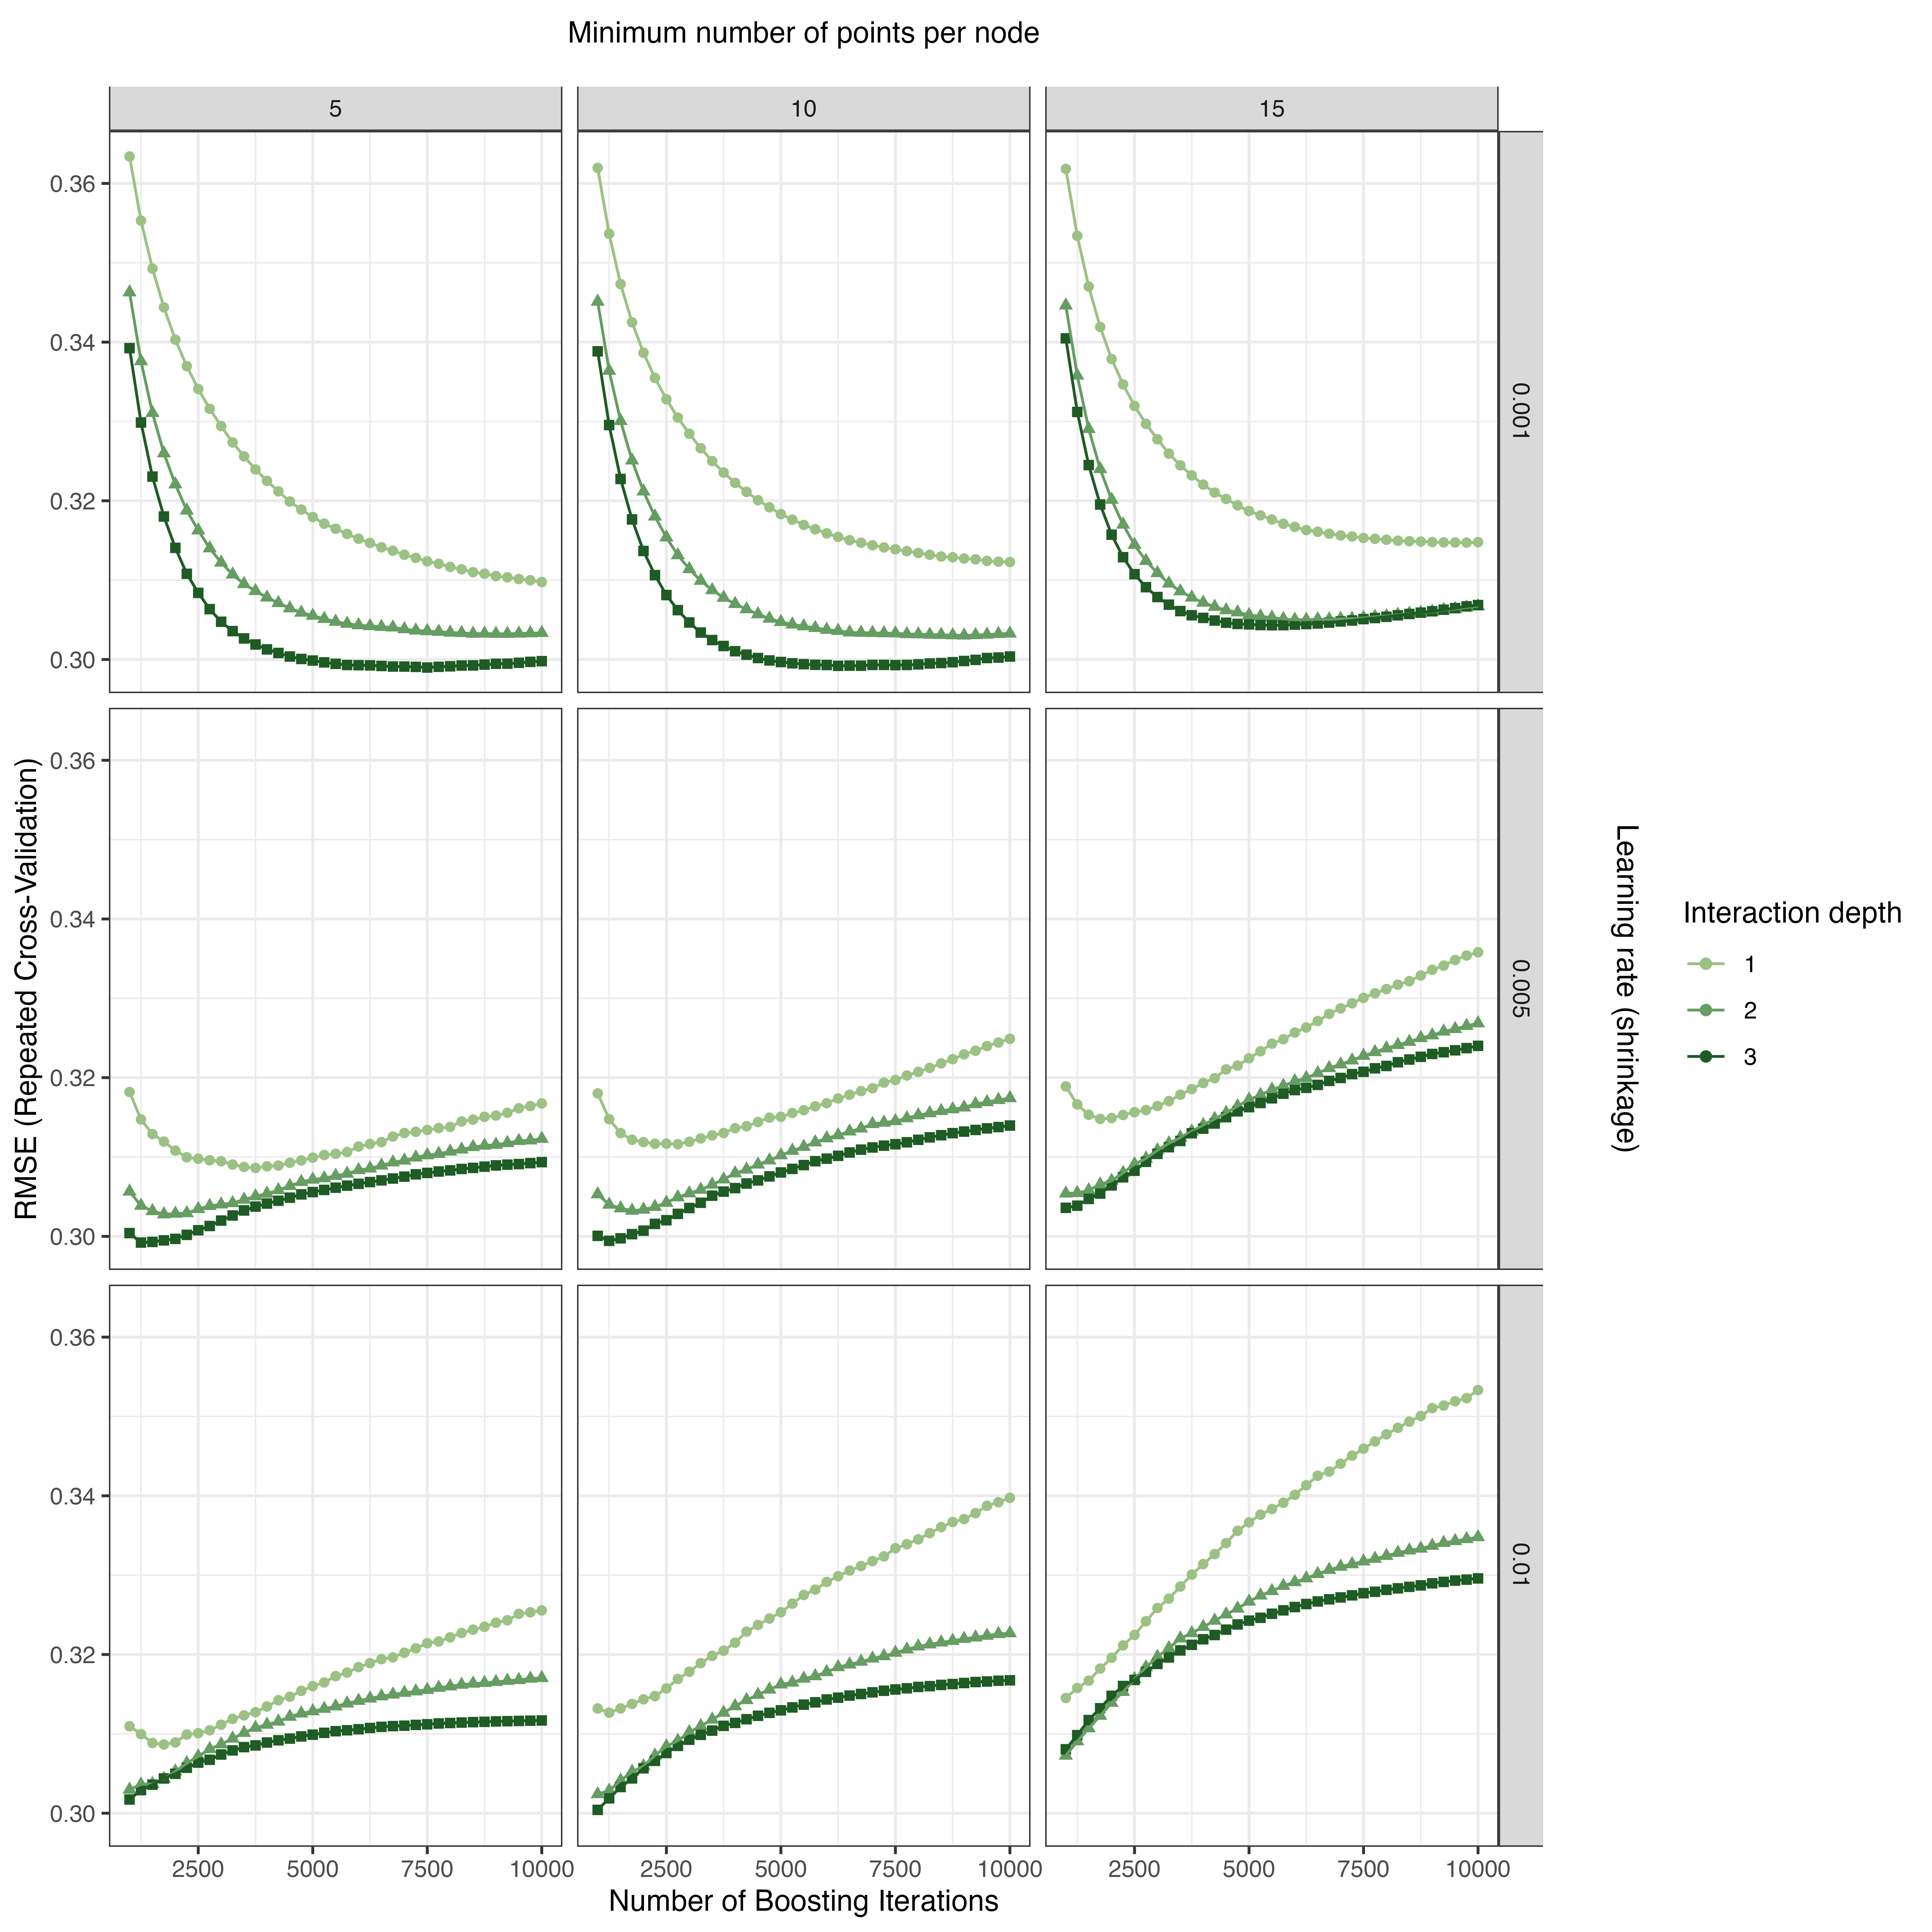 Minimum number of points per node
5
10
15
0.36
0.34
0.32
0.30
0.001
0.36
0.34
0.32
0.30
0.005
0.36
0.34
0.32
0.30
0.01
RMSE (Repeated Cross-Validation)
Learning rate (shrinkage)
Interaction depth
1
2
3
2500 5000 7500 10000
2500 5000 7500 10000
2500 5000 7500 10000
Number of Boosting Iterations